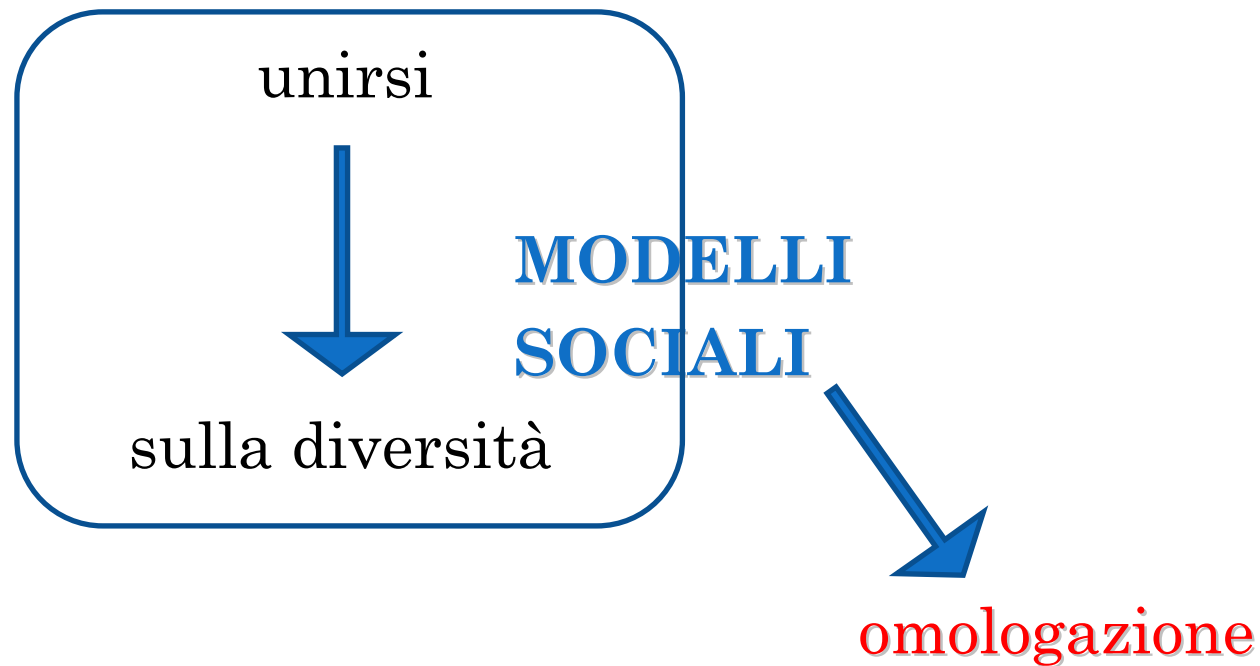 unirsi
MODELLI
SOCIALI
sulla diversità
omologazione